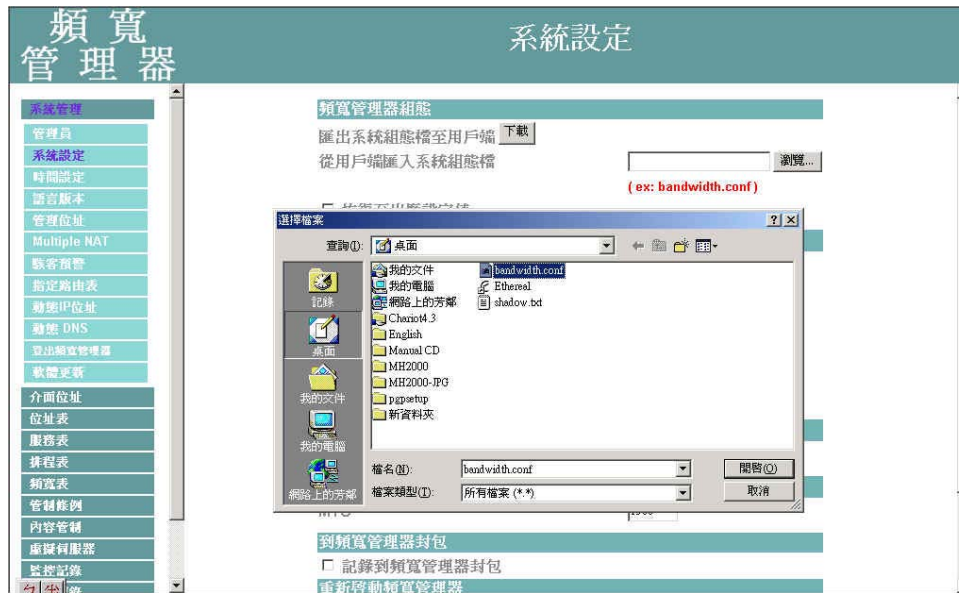 頻寬
管理器
系統設定
系統管理
管理員
系統設定
時間設定
語言版本
管理位址
Multiple NAT
駭客預警
指定路由表
動態IP位址
動態 DNS
登出頻寬管理器
軟體更新
介面位址
位址表
服務表
排程表
頻寬表
管制條例
內容管制
虛擬伺服器
監控記錄
頻寬管理器組態
匯出系統組態檔至用戶端 下載
從用戶端匯入系統組態檔 瀏覽...
( ex: bandwidth.conf )
恢復至出廠設定值
選擇檔案
查詢(I): 桌面
記錄
桌面
我的文件
我的電腦
網路上的芳鄰
我的文件
我的電腦
網路上的芳鄰
Chariot4.3
English
Manual CD
MH2000
MH2000-JPG
pgpsetup
新資料夾
bandwidth.conf
Ethereal
shadow.txt
檔名(N): bandwidth.conf 開啟(O)
檔案類型(T): 所有檔案 (*.*) 取消
MTU
到頻寬管理器封包
記錄到頻寬管理器封包
重新啓動頻寬管理器